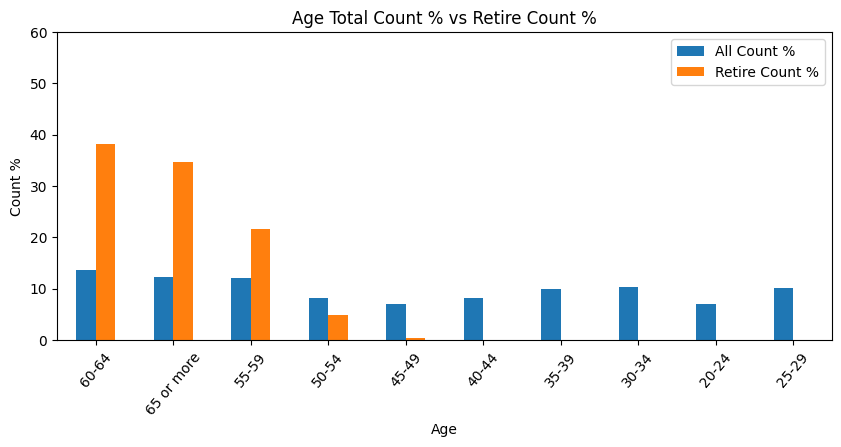 Age Total Count % vs Retire Count %
All Count %
Retire Count %
Count %
60
50
40
30
20
10
0
60-64
65 or more
55-59
50-54
45-49
40-44
35-39
30-34
20-24
25-29
Age